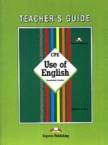 TEACHER'S GUIDE
CPE
Use of
English
Express Publishing